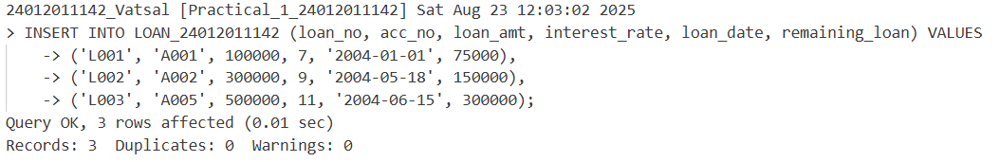 24012011142_Vatsal [Practical_1_24012011142] Sat Aug 23 12:03:02 2025
> INSERT INTO LOAN_24012011142 (loan_no, acc_no, loan_amt, interest_rate, loan_date, remaining_loan) VALUES
    -> ('L001', 'A001', 100000, 7, '2004-01-01', 75000),
    -> ('L002', 'A002', 300000, 9, '2004-05-18', 150000),
    -> ('L003', 'A005', 500000, 11, '2004-06-15', 300000);
Query OK, 3 rows affected (0.01 sec)
Records: 3  Duplicates: 0  Warnings: 0